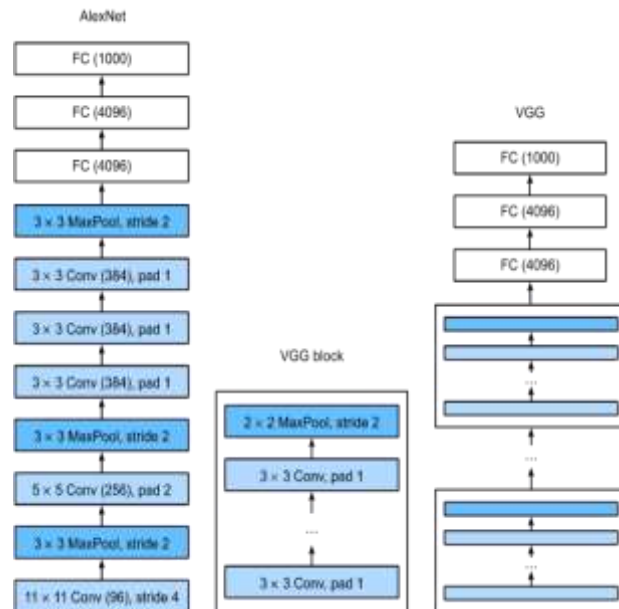 AlexNet
FC (1000)
FC (4096)
FC (4096)
3 × 3 MaxPool, stride 2
3 × 3 Conv (384), pad 1
3 × 3 Conv (384), pad 1
3 × 3 Conv (384), pad 1
3 × 3 MaxPool, stride 2
5 × 5 Conv (256), pad 2
3 × 3 MaxPool, stride 2
11 × 11 Conv (96), stride 4
VGG block
2 × 2 MaxPool, stride 2
3 × 3 Conv, pad 1
...
3 × 3 Conv, pad 1
VGG
FC (1000)
FC (4096)
FC (4096)
...
...
...